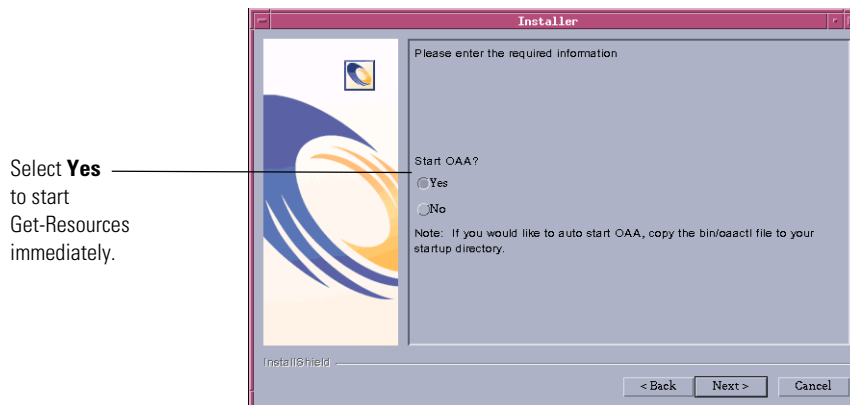 Installer
Please enter the required information
Start OAA?
Yes
No
Note: If you would like to auto start OAA, copy the bin/oaactl file to your
startup directory.
InstallShield
< Back
Next >
Cancel
Select Yes
to start
Get-Resources
immediately.